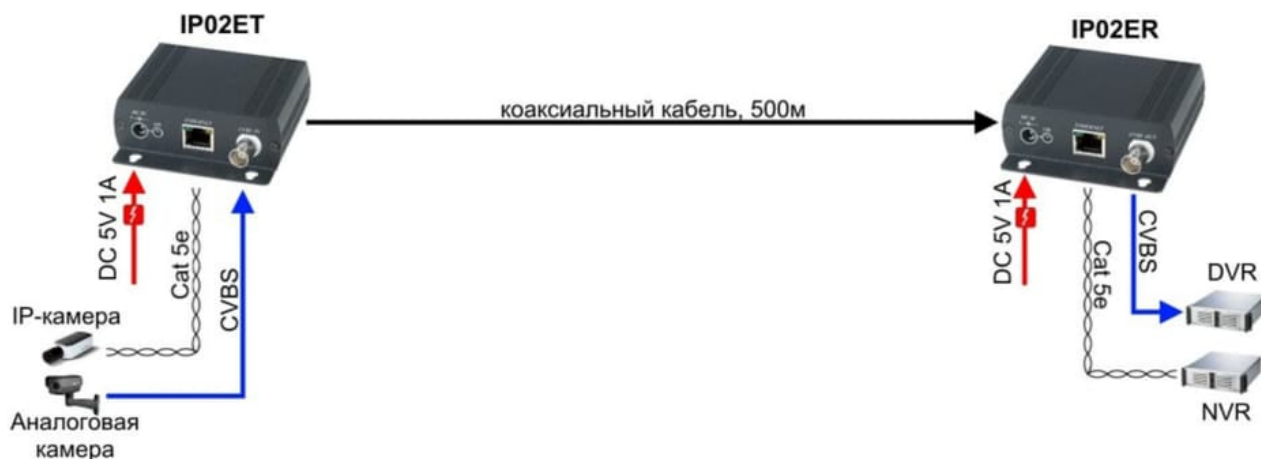 IP02ET
IP02ER
коаксиальный кабель, 500м
DC 5V 1A
Cat 5e
CVBS
DC 5V 1A
Cat 5e
CVBS
DVR
IP-камера
NVR
Аналоговая
камера